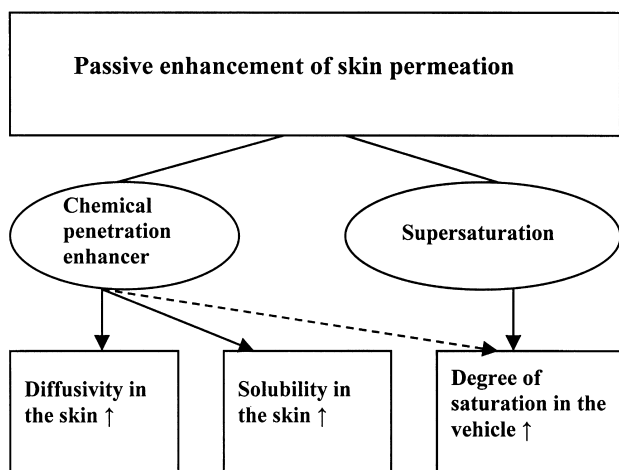 Passive enhancement of skin permeation
Chemical
penetration
enhancer
Supersaturation
Diffusivity in
the skin ↑
Solubility in
the skin ↑
Degree of
saturation in the
vehicle ↑